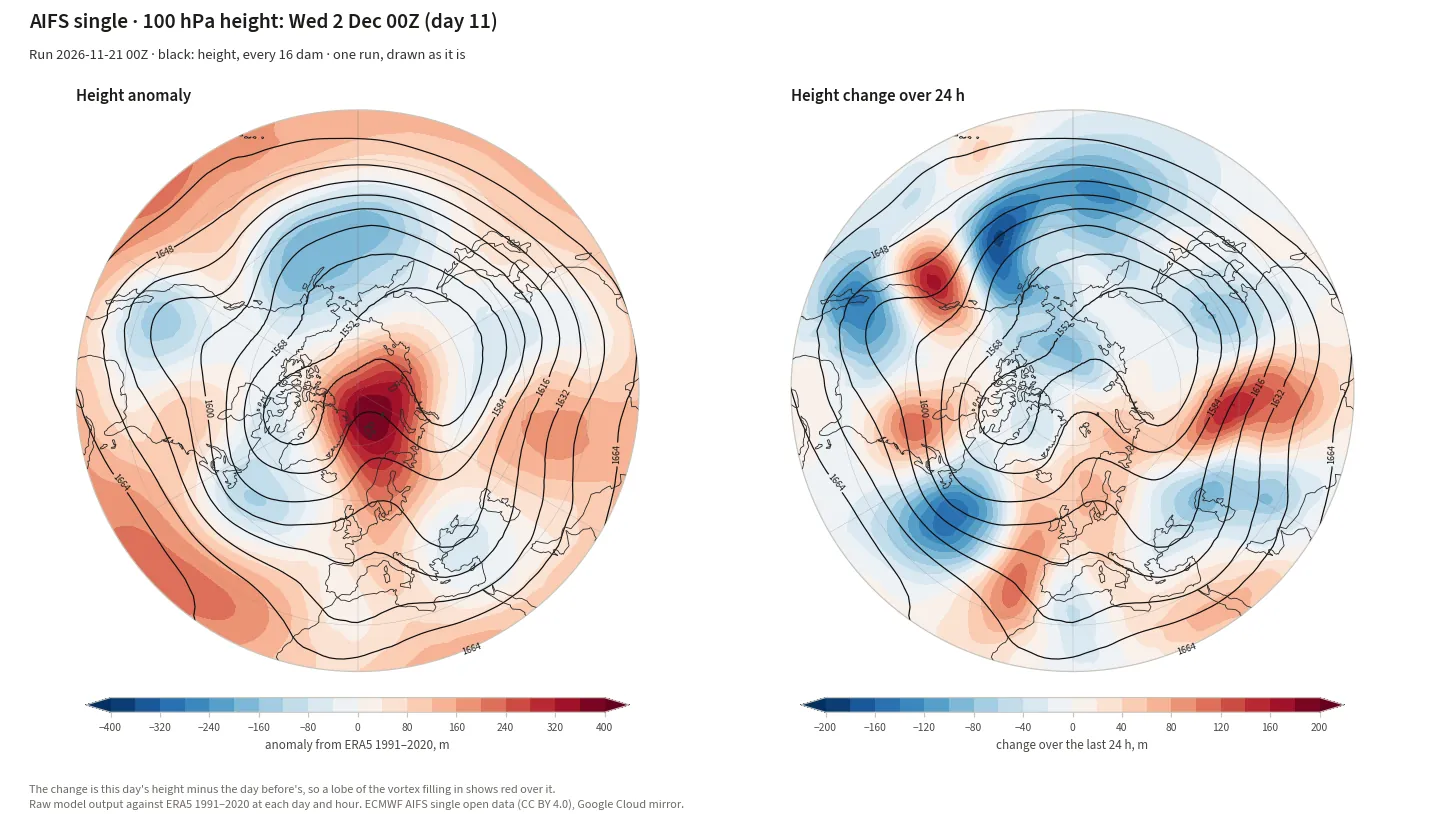 AIFS single · 100 hPa height: Wed 2 Dec 00Z (day 11)
Run 2026-11-21 00Z · black: height, every 16 dam · one run, drawn as it is
Height anomaly
Height change over 24 h
1648
1552
1568
1600
1584
1616
1632
1664
1664
1664
1648
1552
1568
1600
1584
1616
1632
1664
1664
1664
−400 −320 −240 −160 −80 0 80 160 240 320 400
anomaly from ERA5 1991–2020, m
−200 −160 −120 −80 −40 0 40 80 120 160 200
change over the last 24 h, m
The change is this day's height minus the day before's, so a lobe of the vortex filling in shows red over it.
Raw model output against ERA5 1991–2020 at each day and hour. ECMWF AIFS single open data (CC BY 4.0), Google Cloud mirror.